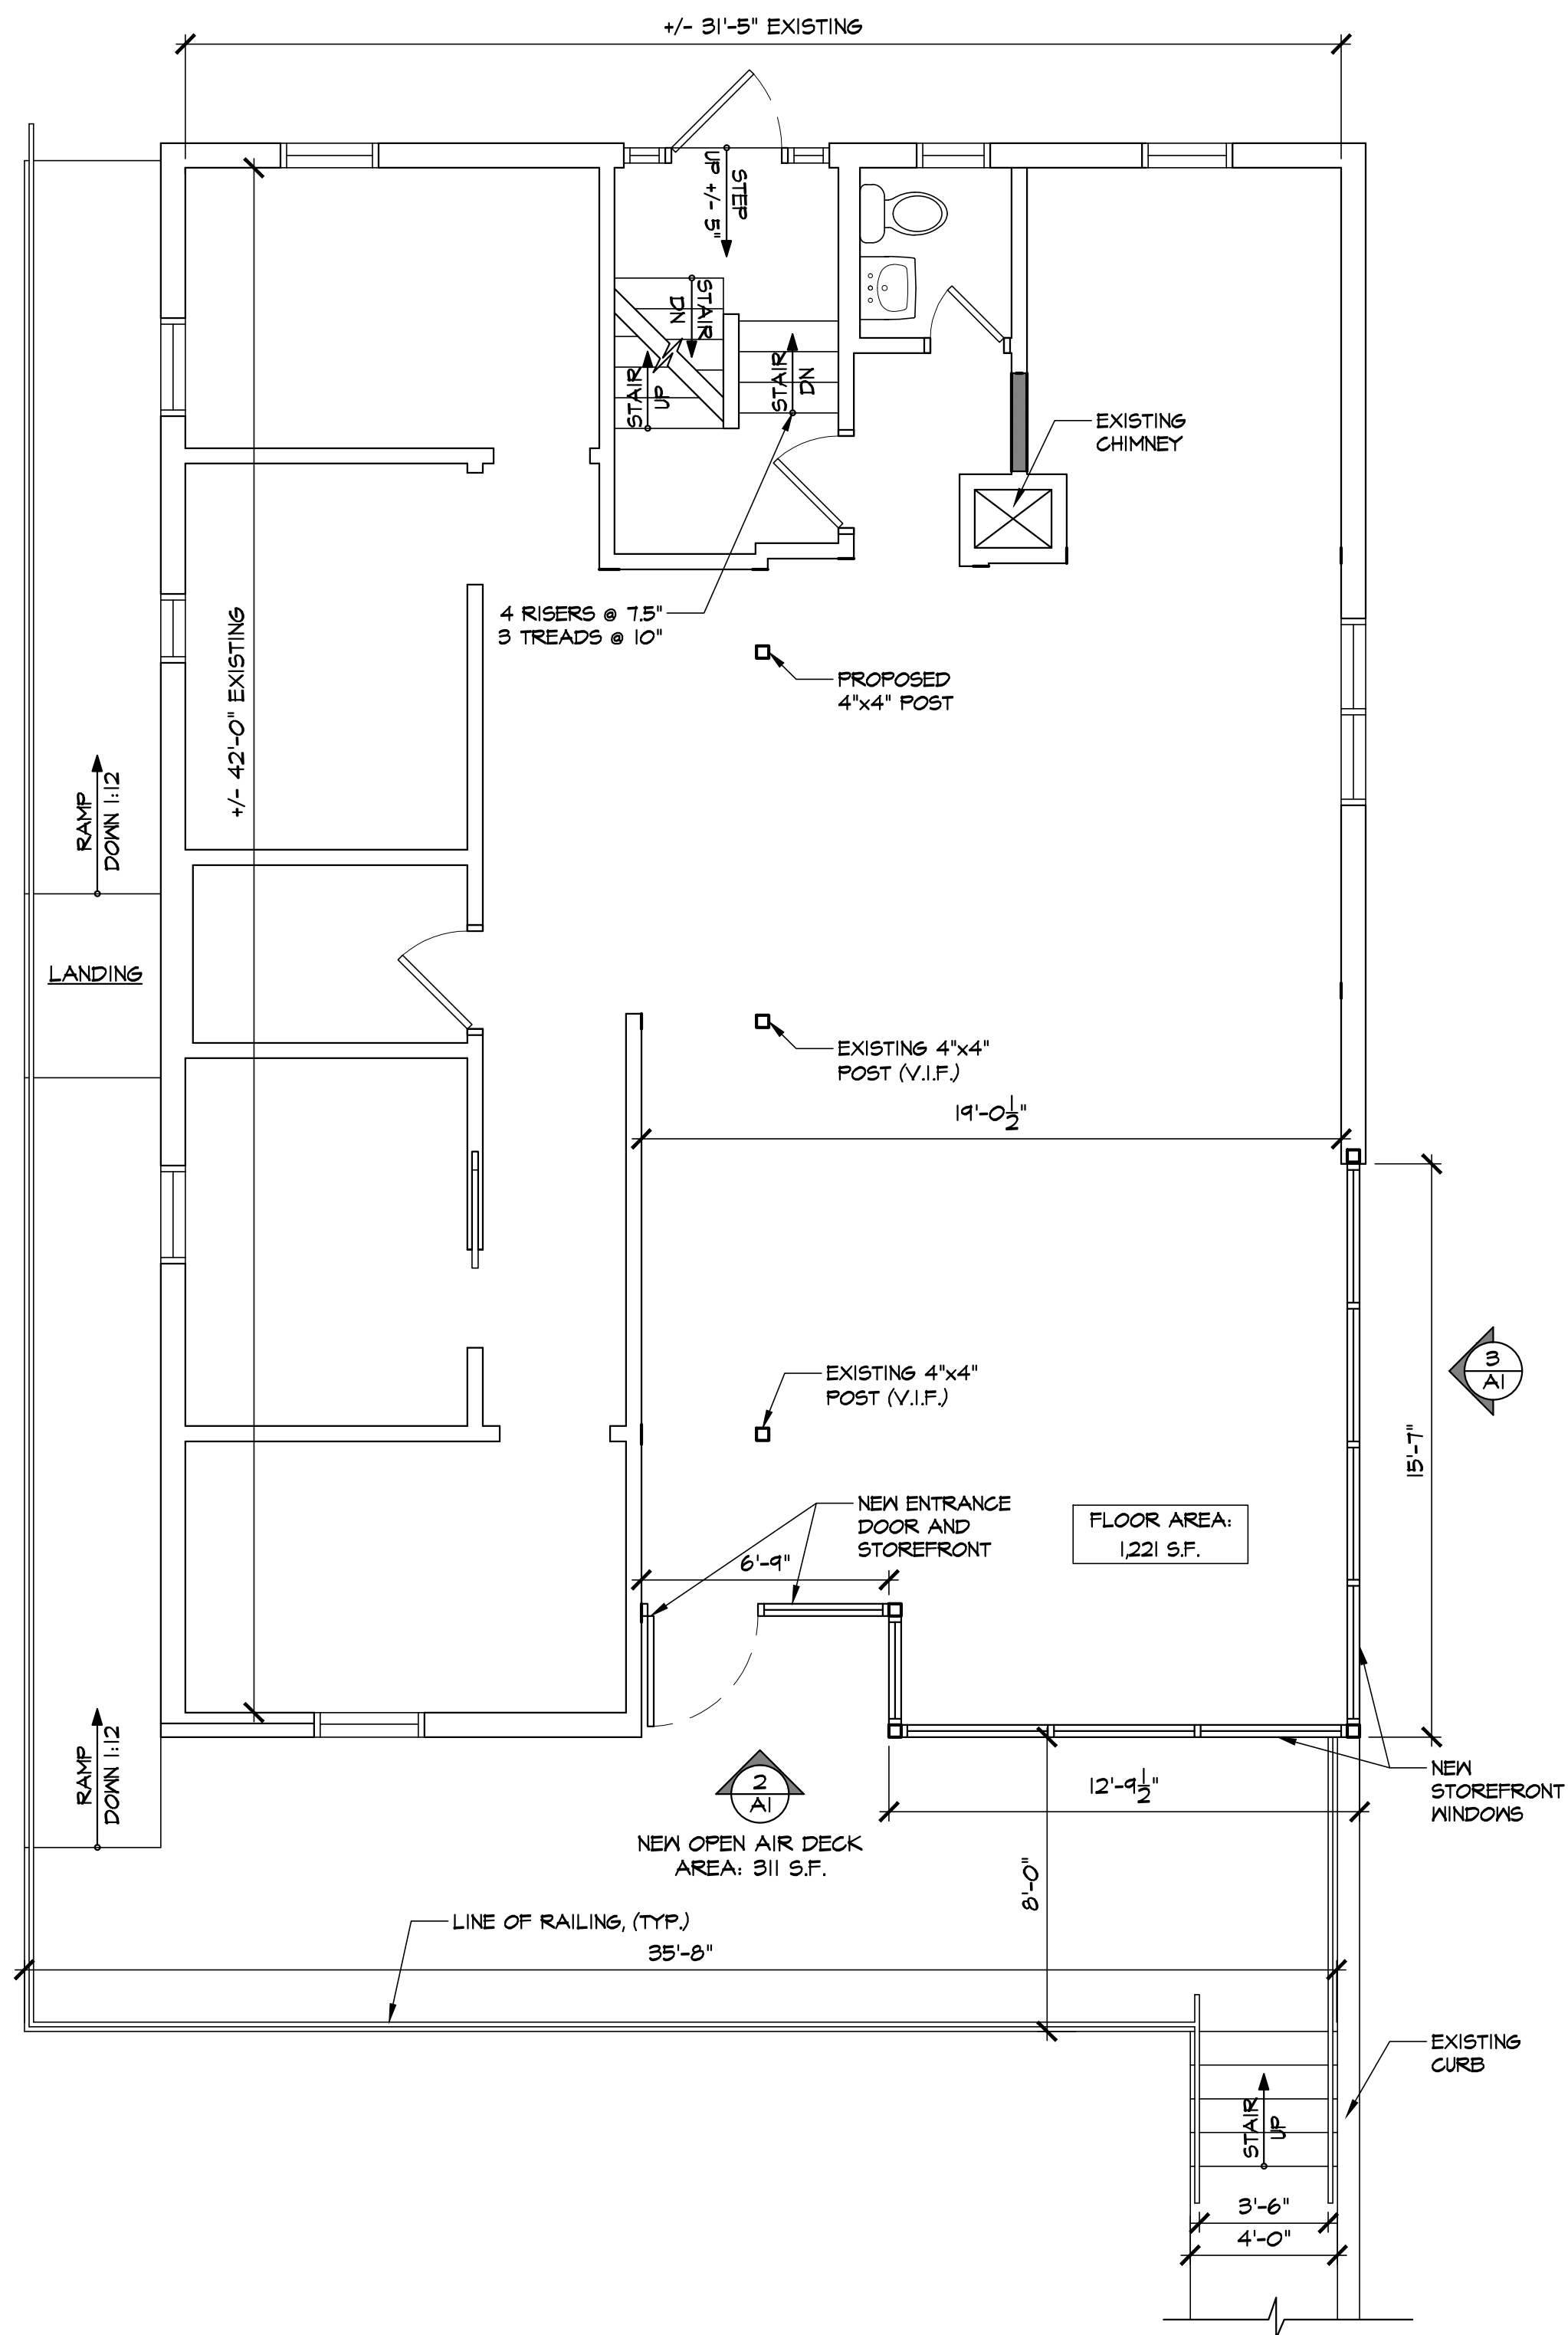 +/- 31'-5" EXISTING
STEP
UP +/- 5"
STAIR
DN
STAIR
UP
STAIR
DN
EXISTING
CHIMNEY
4 RISERS @ 7.5"
3 TREADS @ 10"
+/- 42'-0" EXISTING
PROPOSED
4"x4" POST
RAMP
DOWN 1:12
LANDING
EXISTING 4"x4"
POST (V.I.F.)
19'-0 1/2"
3
A1
EXISTING 4"x4"
POST (V.I.F.)
15'-7"
NEW ENTRANCE
DOOR AND
STOREFRONT
FLOOR AREA:
1,221 S.F.
6'-9"
RAMP
DOWN 1:12
2
A1
12'-9 1/2"
NEW
STOREFRONT
WINDOWS
NEW OPEN AIR DECK
AREA: 311 S.F.
8'-0"
LINE OF RAILING, (TYP.)
35'-8"
EXISTING
CURB
STAIR
UP
3'-6"
4'-0"